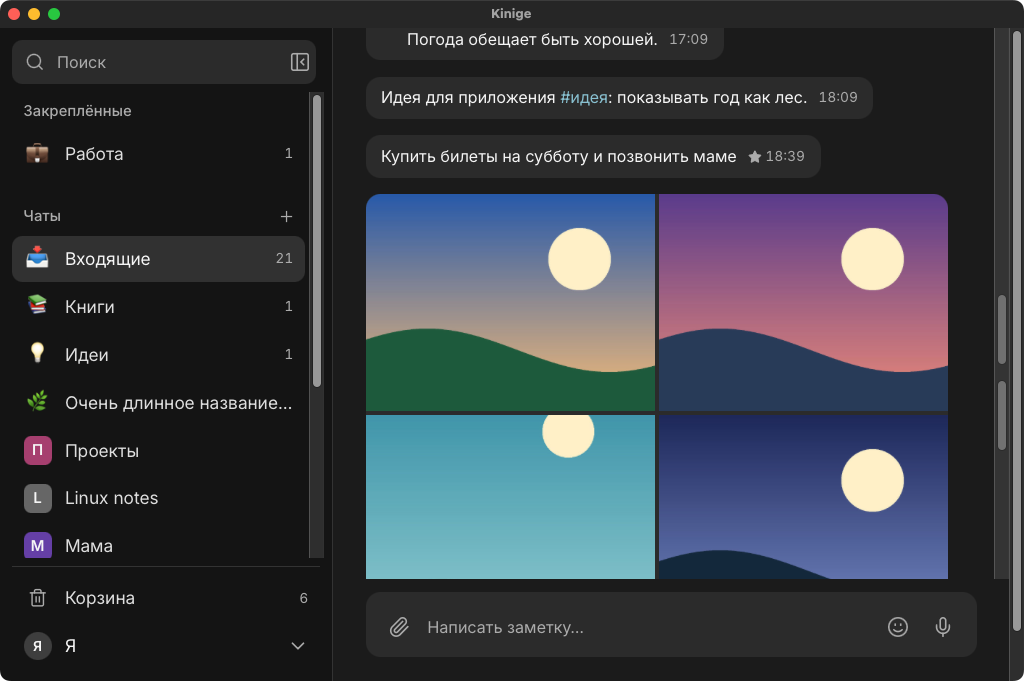 Kinige
Поиск
Закреплённые
Работа 1
Чаты
Входящие 21
Книги 1
Идеи 1
Очень длинное название...
П Проекты
L Linux notes
М Мама
Корзина 6
Я Я
Погода обещает быть хорошей. 17:09
Идея для приложения #идея: показывать год как лес. 18:09
Купить билеты на субботу и позвонить маме 18:39
Написать заметку...